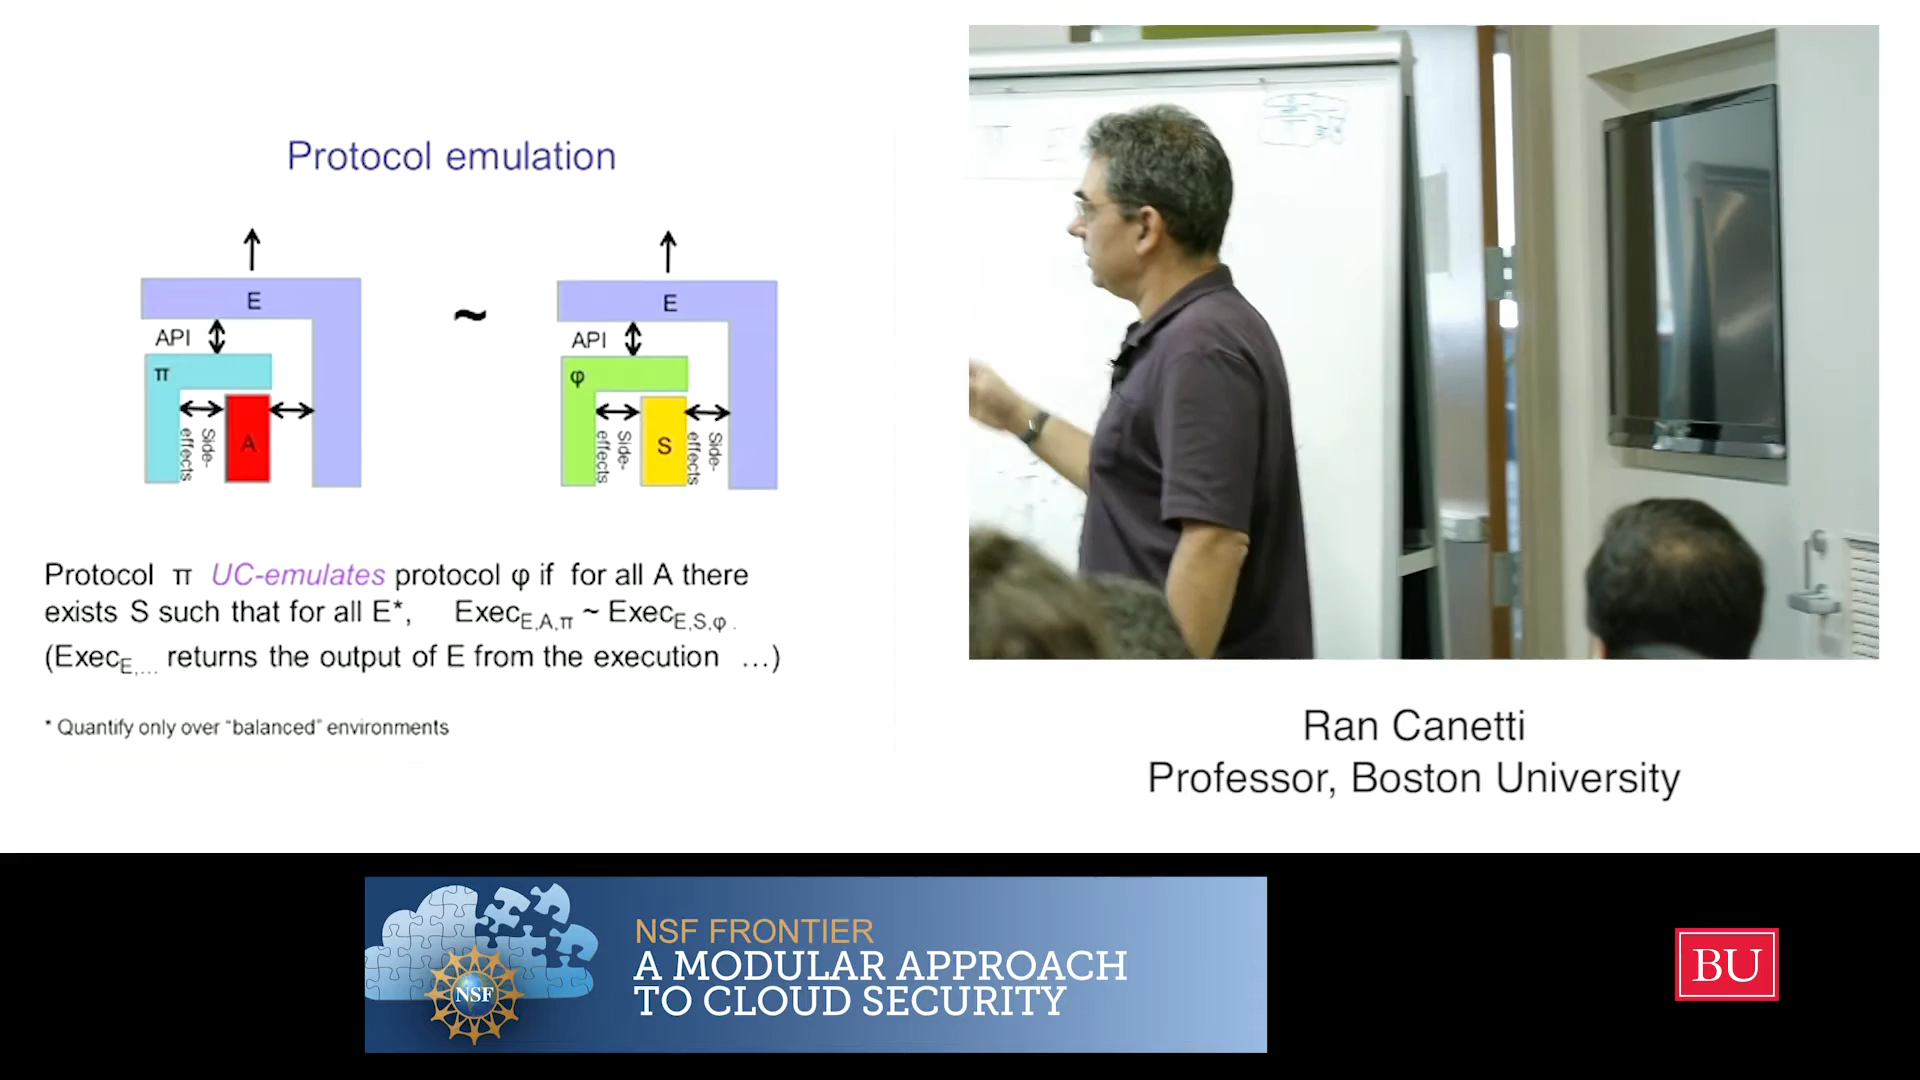 Protocol emulation
E
API
π
Side-
effects
A
~
E
API
φ
Side-
effects
S
Side-
effects
Protocol π UC-emulates protocol φ if for all A there
exists S such that for all E*, Exec_E,A,π ~ Exec_E,S,φ .
(Exec_E,... returns the output of E from the execution ...)
* Quantify only over “balanced” environments
Ran Canetti
Professor, Boston University
NSF
NSF FRONTIER
A MODULAR APPROACH
TO CLOUD SECURITY
BU